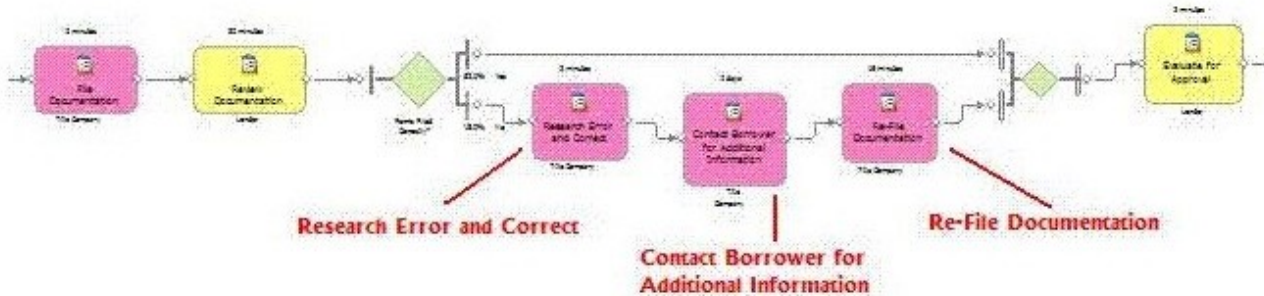 File
Documentation
Title Company
Review
Documentation
Lender
Research Error
and Correct
Title Company
2 days
Contact Borrower
for Additional
Information
Title
Company
Re-File
Documentation
Title Company
Evaluate for
Approval
Lender
Research Error and Correct
Contact Borrower for
Additional Information
Re-File Documentation